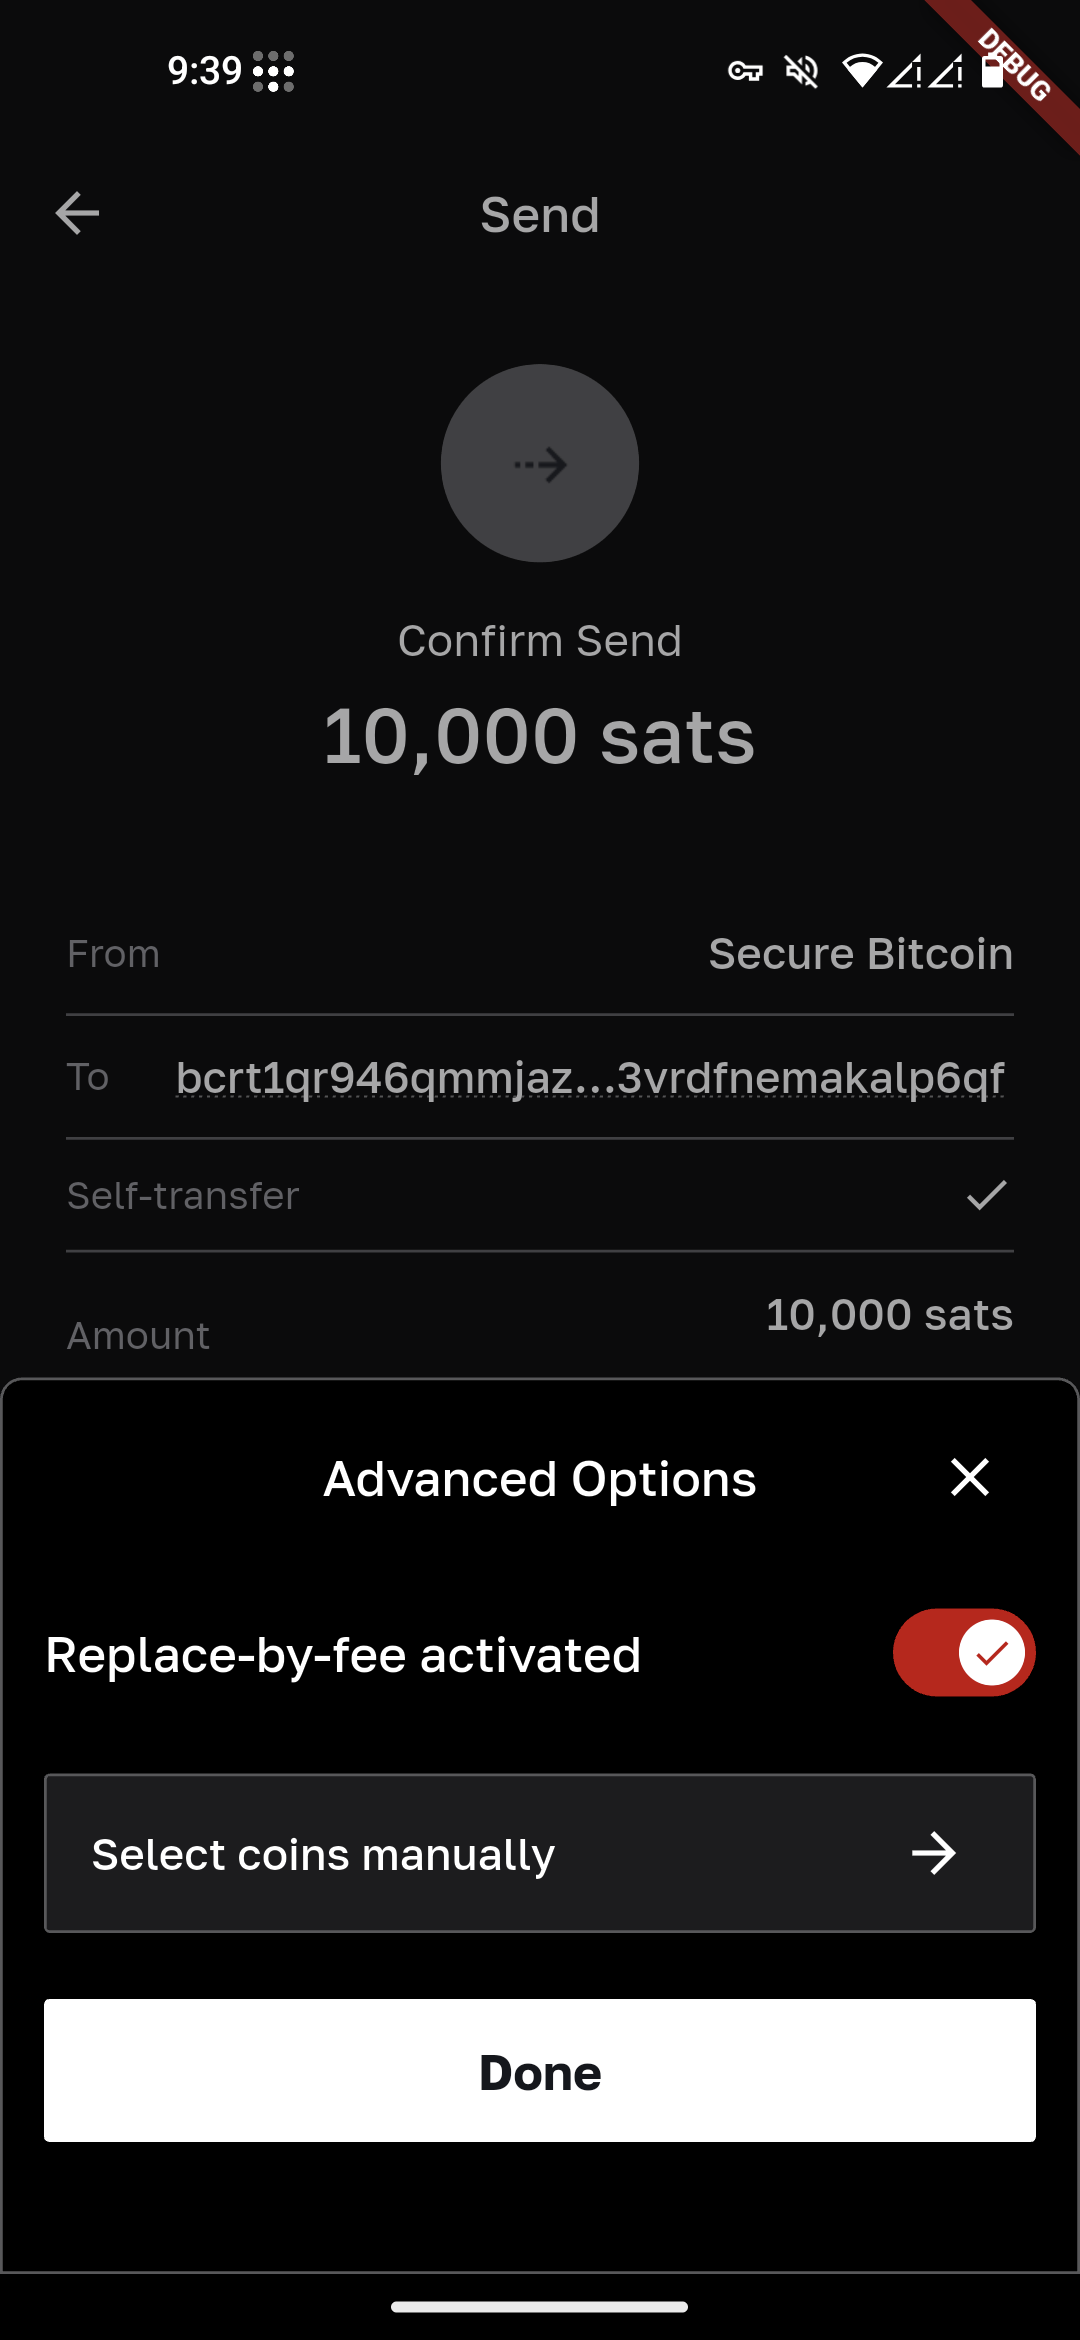 9:39
DEBUG
Send
Confirm Send
10,000 sats
From Secure Bitcoin
To bcrt1qr946qmmjaz...3vrdfnemakalp6qf
Self-transfer
Amount 10,000 sats
Advanced Options
Replace-by-fee activated
Select coins manually
Done